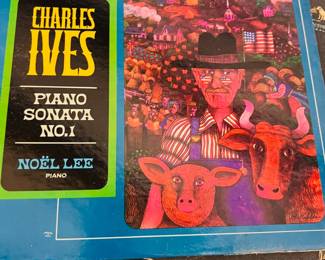 CHARLES
IVES
PIANO
SONATA
NO.1
NOËL LEE
PIANO